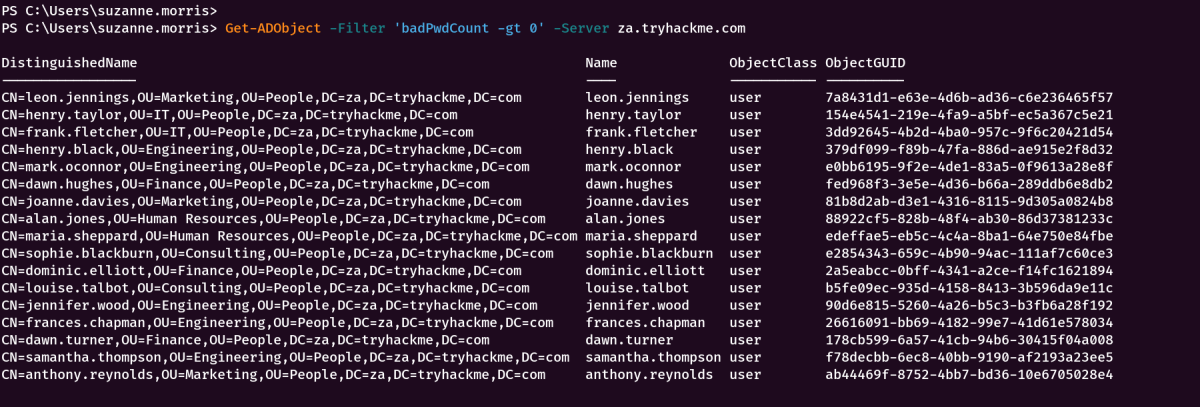 PS C:\Users\suzanne.morris>
PS C:\Users\suzanne.morris> Get-ADObject -Filter 'badPwdCount -gt 0' -Server za.tryhackme.com
DistinguishedName Name ObjectClass ObjectGUID
CN=leon.jennings,OU=Marketing,OU=People,DC=za,DC=tryhackme,DC=com leon.jennings user 7a8431d1-e63e-4d6b-ad36-c6e236465f57
CN=henry.taylor,OU=IT,OU=People,DC=za,DC=tryhackme,DC=com henry.taylor user 154e4541-219e-4fa9-a5bf-ec5a367c5e21
CN=frank.fletcher,OU=IT,OU=People,DC=za,DC=tryhackme,DC=com frank.fletcher user 3dd92645-4b2d-4ba0-957c-9f6c20421d54
CN=henry.black,OU=Engineering,OU=People,DC=za,DC=tryhackme,DC=com henry.black user 379df099-f89b-47fa-886d-ae915e2f8d32
CN=mark.oconnor,OU=Engineering,OU=People,DC=za,DC=tryhackme,DC=com mark.oconnor user e0bb6195-9f2e-4de1-83a5-0f9613a28e8f
CN=dawn.hughes,OU=Finance,OU=People,DC=za,DC=tryhackme,DC=com dawn.hughes user fed968f3-3e5e-4d36-b66a-289ddb6e8db2
CN=joanne.davies,OU=Marketing,OU=People,DC=za,DC=tryhackme,DC=com joanne.davies user 81b8d2ab-d3e1-4316-8115-9d305a0824b8
CN=alan.jones,OU=Human Resources,OU=People,DC=za,DC=tryhackme,DC=com alan.jones user 88922cf5-828b-48f4-ab30-86d37381233c
CN=maria.sheppard,OU=Human Resources,OU=People,DC=za,DC=tryhackme,DC=com maria.sheppard user edeffae5-eb5c-4c4a-8ba1-64e750e84fbe
CN=sophie.blackburn,OU=Consulting,OU=People,DC=za,DC=tryhackme,DC=com sophie.blackburn user e2854343-659c-4b90-94ac-111af7c60ce3
CN=dominic.elliott,OU=Finance,OU=People,DC=za,DC=tryhackme,DC=com dominic.elliott user 2a5eabcc-0bff-4341-a2ce-f14fc1621894
CN=louise.talbot,OU=Consulting,OU=People,DC=za,DC=tryhackme,DC=com louise.talbot user b5fe09ec-935d-4158-8413-3b596da9e11c
CN=jennifer.wood,OU=Engineering,OU=People,DC=za,DC=tryhackme,DC=com jennifer.wood user 90d6e815-5260-4a26-b5c3-b3fb6a28f192
CN=frances.chapman,OU=Engineering,OU=People,DC=za,DC=tryhackme,DC=com frances.chapman user 26616091-bb69-4182-99e7-41d61e578034
CN=dawn.turner,OU=Finance,OU=People,DC=za,DC=tryhackme,DC=com dawn.turner user 178cb599-6a57-41cb-94b6-30415f04a008
CN=samantha.thompson,OU=Engineering,OU=People,DC=za,DC=tryhackme,DC=com samantha.thompson user f78decbb-6ec8-40bb-9190-af2193a23ee5
CN=anthony.reynolds,OU=Marketing,OU=People,DC=za,DC=tryhackme,DC=com anthony.reynolds user ab44469f-8752-4bb7-bd36-10e6705028e4